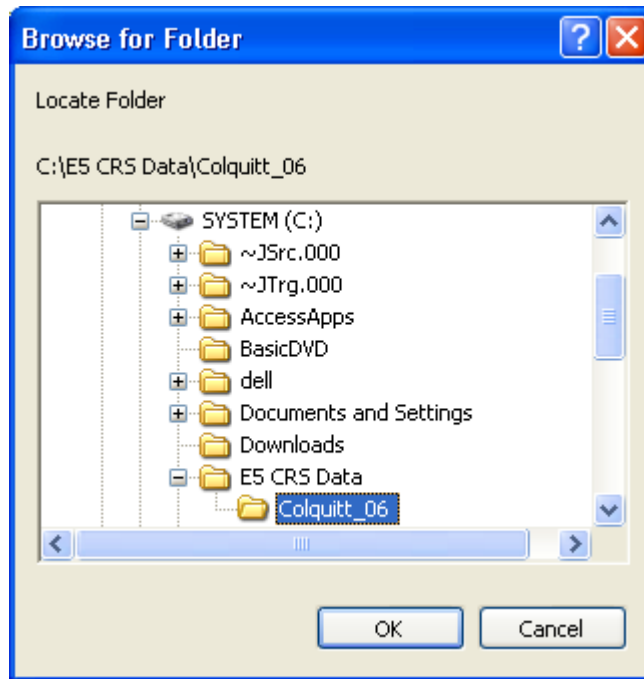 Browse for Folder
Locate Folder
C:\E5 CRS Data\Colquitt_06
SYSTEM (C:)
~JSrc.000
~JTrg.000
AccessApps
BasicDVD
dell
Documents and Settings
Downloads
E5 CRS Data
Colquitt_06
OK Cancel